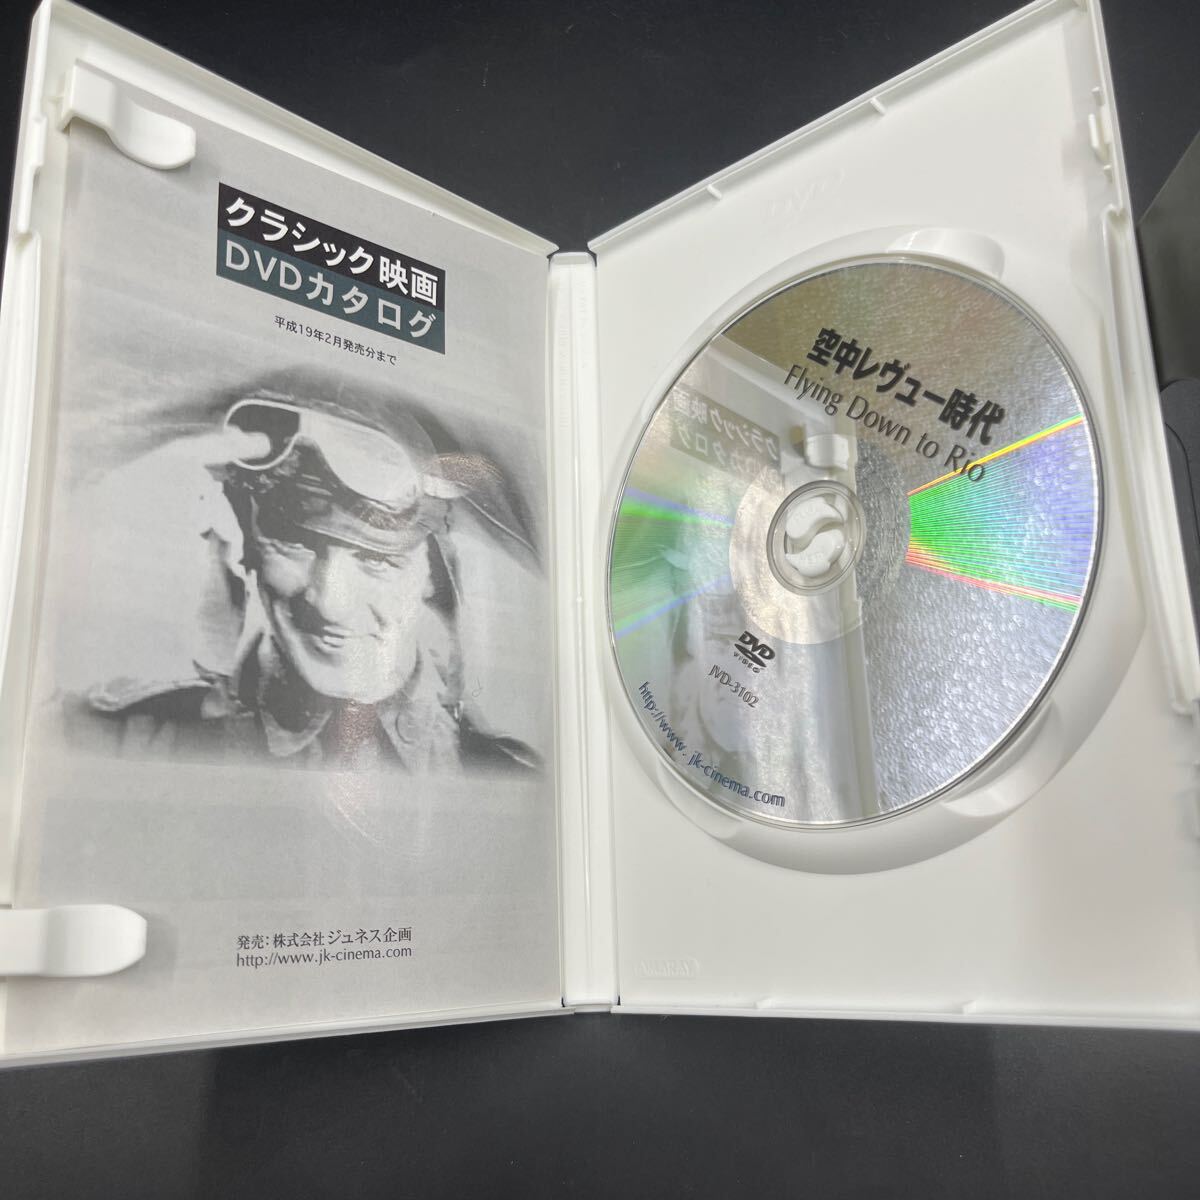 クラシック映画
DVDカタログ
平成19年2月発売分まで
発売：株式会社ジュネス企画
http://www.jk-cinema.com
空中レヴュー時代
Flying Down to Rio
DVD
VIDEO
JVD-3102
http://www.jk-cinema.com
AMARAY